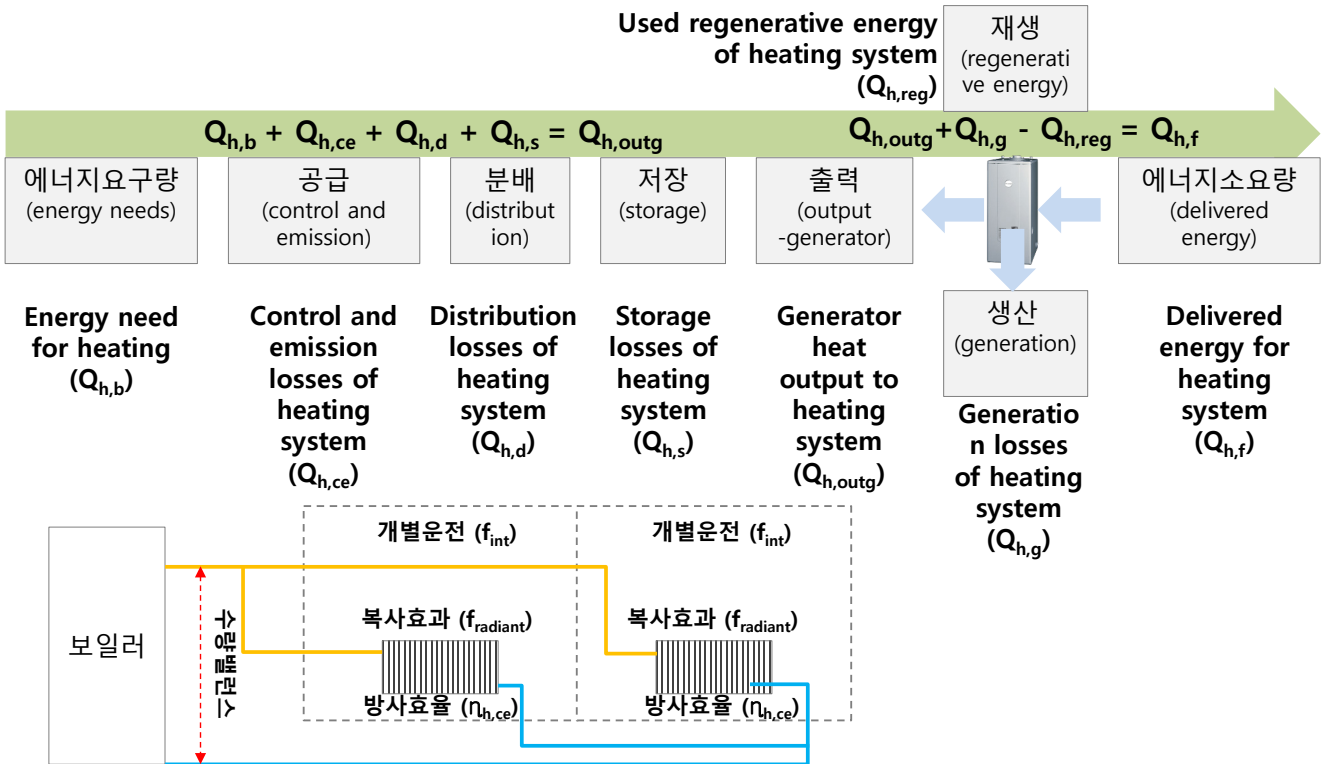 Used regenerative energy
of heating system
(Qh,reg)
재생
(regenerati
ve energy)
Qh,b + Qh,ce + Qh,d + Qh,s = Qh,outg
Qh,outg+Qh,g - Qh,reg = Qh,f
에너지요구량
(energy needs)
공급
(control and
emission)
분배
(distribut
ion)
저장
(storage)
출력
(output
-generator)
에너지소요량
(delivered
energy)
Energy need
for heating
(Qh,b)
Control and
emission
losses of
heating
system
(Qh,ce)
Distribution
losses of
heating
system
(Qh,d)
Storage
losses of
heating
system
(Qh,s)
Generator
heat
output to
heating
system
(Qh,outg)
생산
(generation)
Generatio
n losses
of heating
system
(Qh,g)
Delivered
energy for
heating
system
(Qh,f)
보일러
수량밸런스
개별운전 (fint)
개별운전 (fint)
복사효과 (fradiant)
복사효과 (fradiant)
방사효율 (ηh,ce)
방사효율 (ηh,ce)